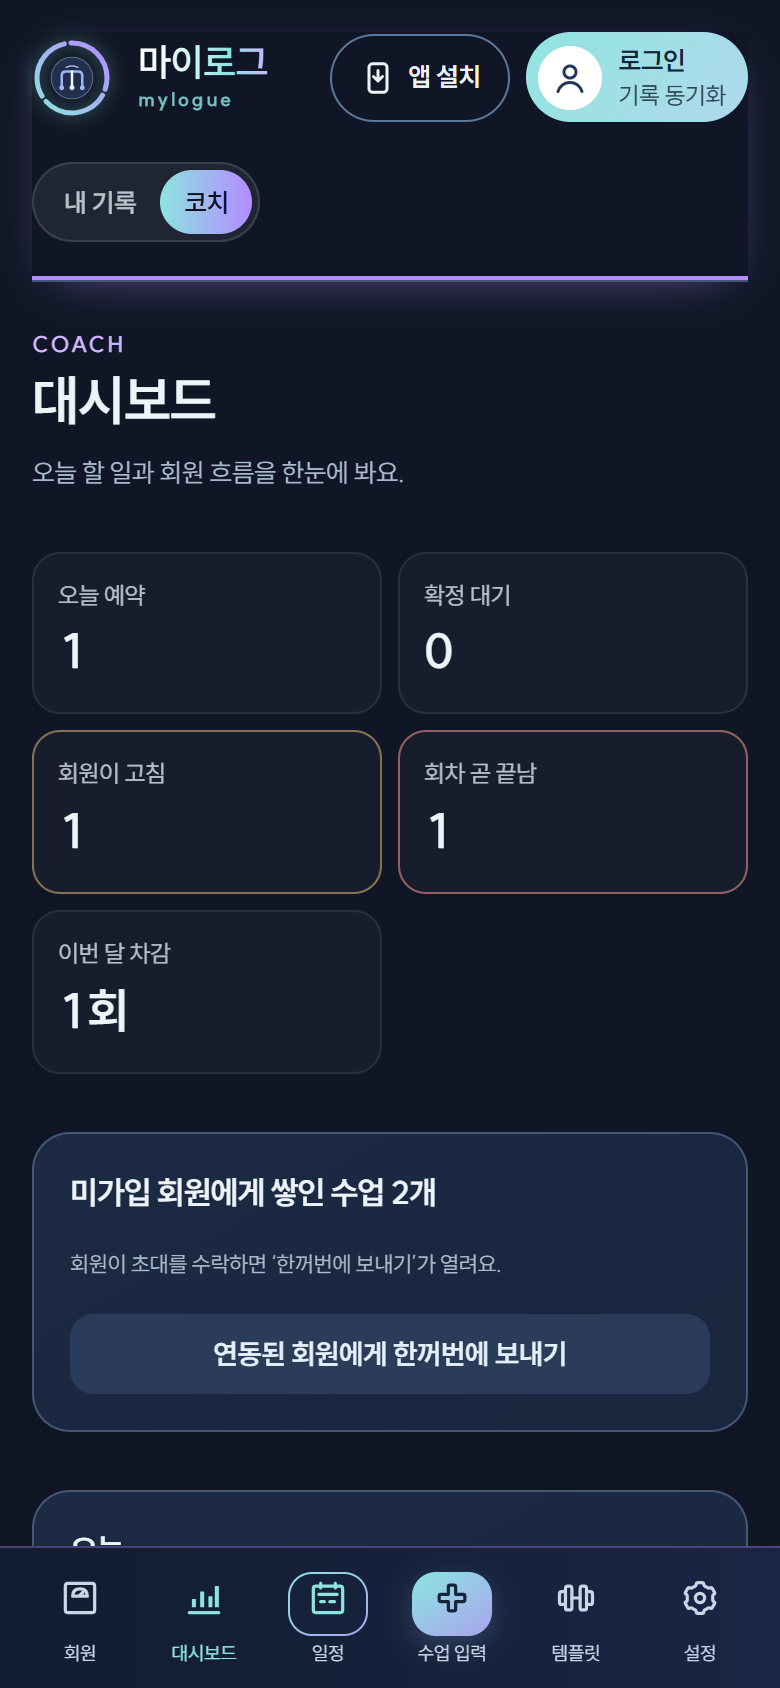 마이로그
mylogue
앱 설치
로그인
기록 동기화
내 기록
코치
COACH
대시보드
오늘 할 일과 회원 흐름을 한눈에 봐요.
오늘 예약
1
확정 대기
0
회원이 고침
1
회차 곧 끝남
1
이번 달 차감
1회
미가입 회원에게 쌓인 수업 2개
회원이 초대를 수락하면 ‘한꺼번에 보내기’가 열려요.
연동된 회원에게 한꺼번에 보내기
회원
대시보드
일정
수업 입력
템플릿
설정